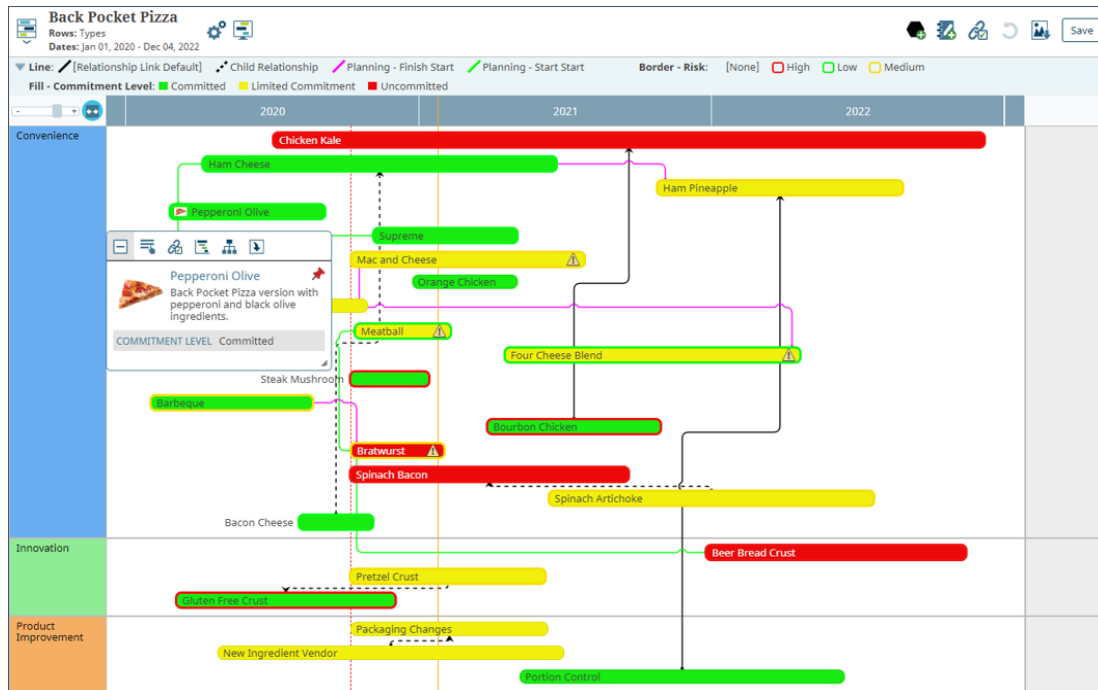 Back Pocket Pizza
Rows: Types
Dates: Jan 01, 2020 - Dec 04, 2022
Save
Line: [Relationship Link Default] Child Relationship Planning - Finish Start Planning - Start Start Border - Risk: [None] High Low Medium
Fill - Commitment Level: Committed Limited Commitment Uncommitted
- +
2020 2021 2022
Convenience
Chicken Kale
Ham Cheese
Ham Pineapple
Pepperoni Olive
Supreme
Mac and Cheese
Orange Chicken
Pepperoni Olive
Back Pocket Pizza version with
pepperoni and black olive
ingredients.
COMMITMENT LEVEL Committed
Meatball
Four Cheese Blend
Steak Mushroom
Barbeque
Bourbon Chicken
Bratwurst
Spinach Bacon
Spinach Artichoke
Bacon Cheese
Innovation
Beer Bread Crust
Pretzel Crust
Gluten Free Crust
Product
Improvement
Packaging Changes
New Ingredient Vendor
Portion Control